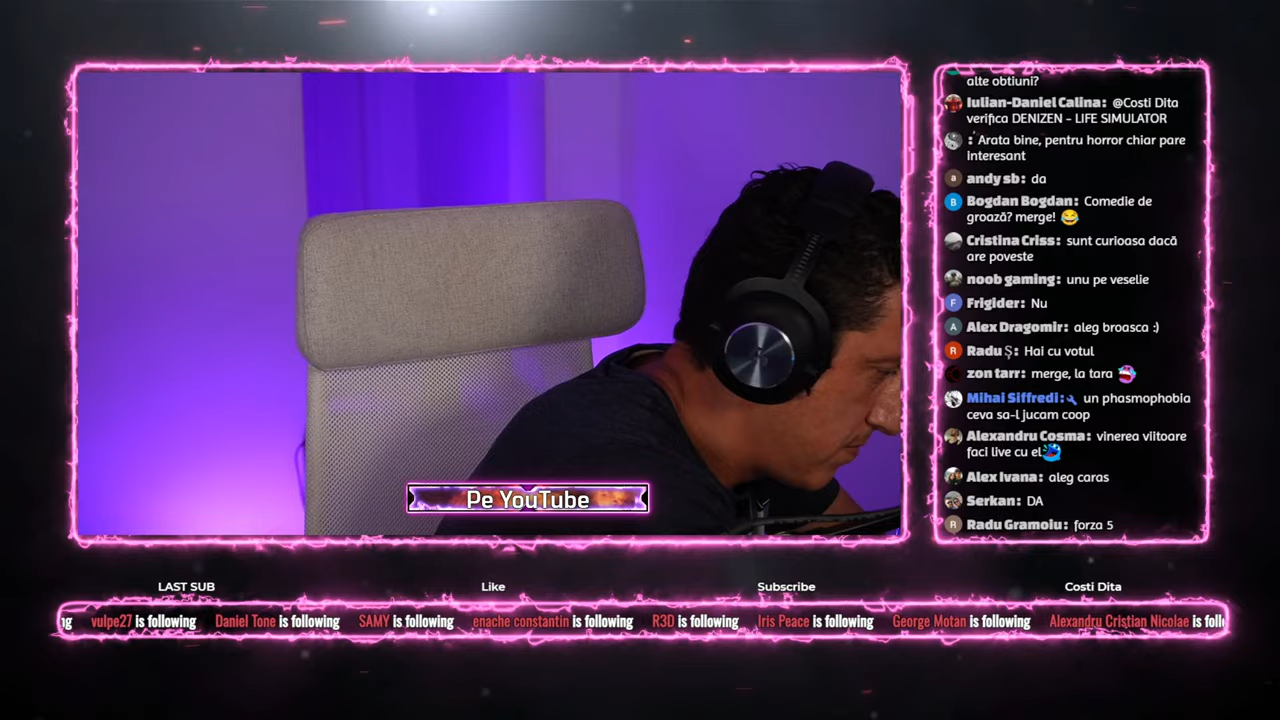 alte obtiuni?
Iulian-Daniel Calina: @Costi Dita
verifica DENIZEN - LIFE SIMULATOR
: Arata bine, pentru horror chiar pare
interesant
a andy sb: da
B Bogdan Bogdan: Comedie de
groază? merge! 😂
Cristina Criss: sunt curioasa dacă
are poveste
noob gaming: unu pe veselie
F Frigider: Nu
A Alex Dragomir: aleg broasca :)
R Radu Ș: Hai cu votul
zon tarr: merge, la tara
Mihai Siffredi: un phasmophobia
ceva sa-l jucam coop
Alexandru Cosma: vinerea viitoare
faci live cu el
Alex Ivana: aleg caras
Serkan: DA
R Radu Gramoiu: forza 5
Pe YouTube
LAST SUB Like Subscribe Costi Dita
ng vulpe27 is following Daniel Tone is following SAMY is following enache constantin is following R3D is following Iris Peace is following George Motan is following Alexandru Cristian Nicolae is foll